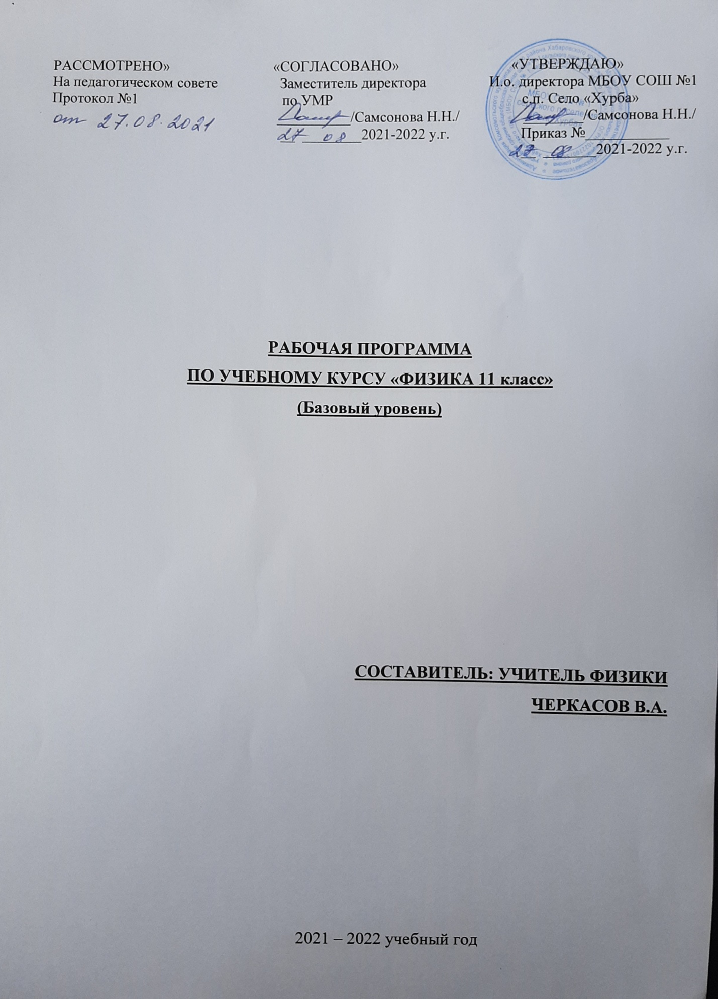 РАССМОТРЕНО»
На педагогическом совете
Протокол №1
от 27.08.2021
«СОГЛАСОВАНО»
Заместитель директора
по УМР
/Самсонова Н.Н./
27 08 2021-2022 у.г.
«УТВЕРЖДАЮ»
И.о. директора МБОУ СОШ №1
с.п. Село «Хурба»
/Самсонова Н.Н./
Приказ №
27 08 2021-2022 у.г.
РАБОЧАЯ ПРОГРАММА
ПО УЧЕБНОМУ КУРСУ «ФИЗИКА 11 класс»
(Базовый уровень)
СОСТАВИТЕЛЬ: УЧИТЕЛЬ ФИЗИКИ
ЧЕРКАСОВ В.А.
2021 – 2022 учебный год